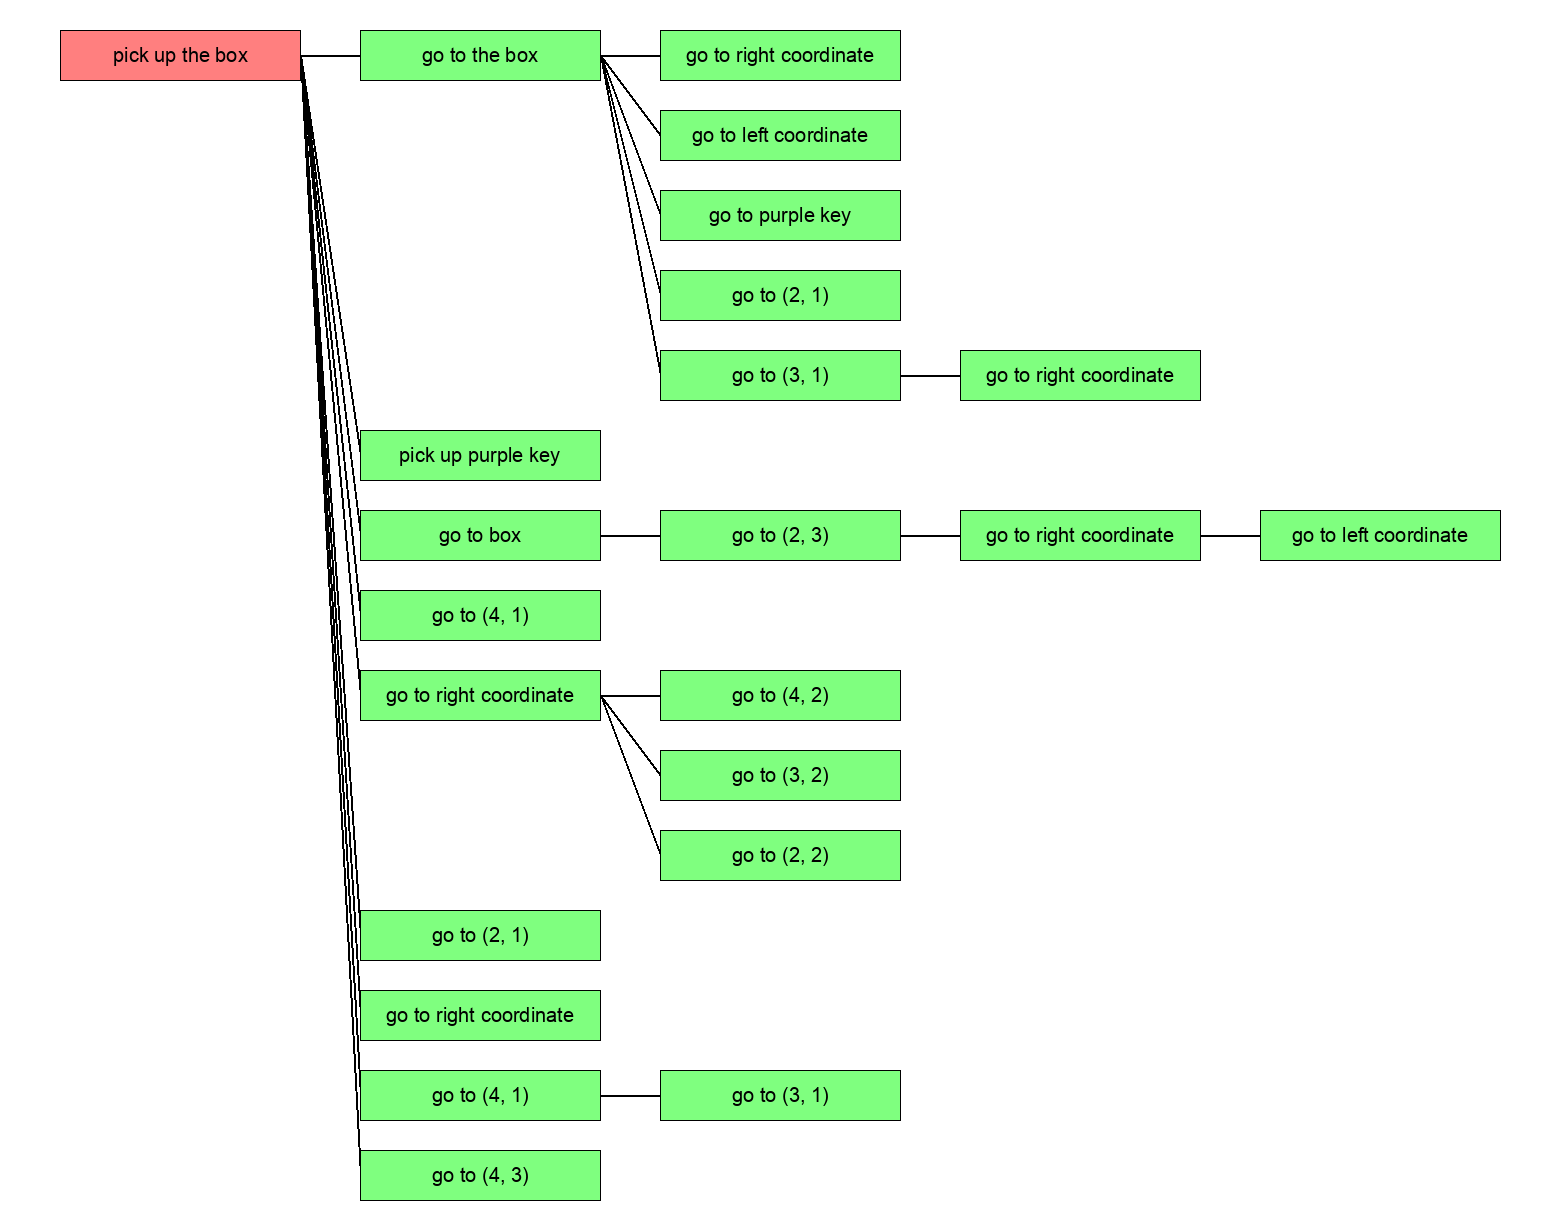 pick up the box
go to the box
go to right coordinate
go to left coordinate
go to purple key
go to (2, 1)
go to (3, 1)
go to right coordinate
pick up purple key
go to box
go to (2, 3)
go to right coordinate
go to left coordinate
go to (4, 1)
go to right coordinate
go to (4, 2)
go to (3, 2)
go to (2, 2)
go to (2, 1)
go to right coordinate
go to (4, 1)
go to (3, 1)
go to (4, 3)